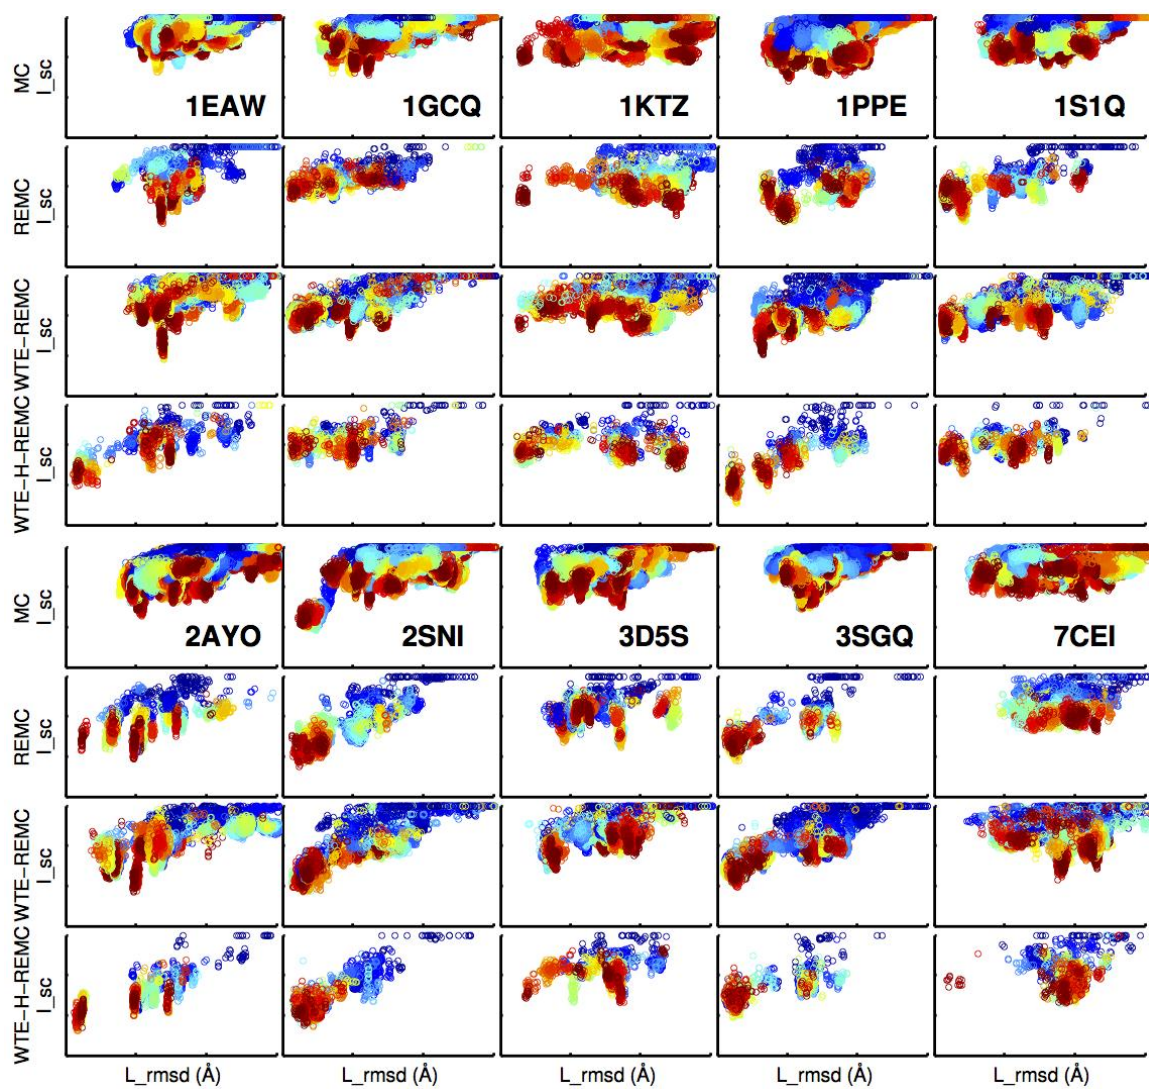 MC
I_sc
1EAW
1GCQ
1KTZ
1PPE
1S1Q
REMC
I_sc
WTE-REMC
I_sc
WTE-H-REMC
I_sc
MC
I_sc
2AYO
2SNI
3D5S
3SGQ
7CEI
REMC
I_sc
WTE-REMC
I_sc
WTE-H-REMC
I_sc
L_rmsd (Å)
L_rmsd (Å)
L_rmsd (Å)
L_rmsd (Å)
L_rmsd (Å)